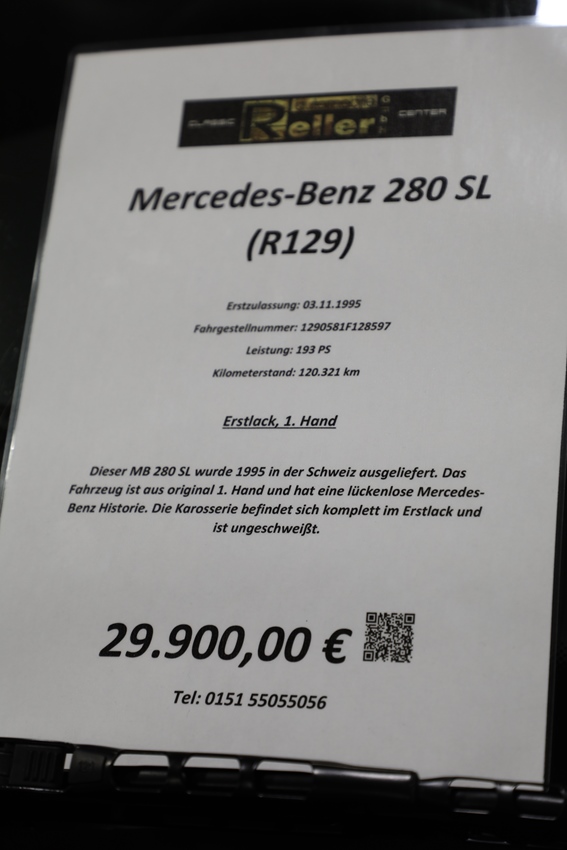 CLASSIC Reiler GmbH CENTER
Mercedes-Benz 280 SL
(R129)
Erstzulassung: 03.11.1995
Fahrgestellnummer: 1290581F128597
Leistung: 193 PS
Kilometerstand: 120.321 km
Erstlack, 1. Hand
Dieser MB 280 SL wurde 1995 in der Schweiz ausgeliefert. Das
Fahrzeug ist aus original 1. Hand und hat eine lückenlose Mercedes-
Benz Historie. Die Karosserie befindet sich komplett im Erstlack und
ist ungeschweißt.
29.900,00 €
Tel: 0151 55055056